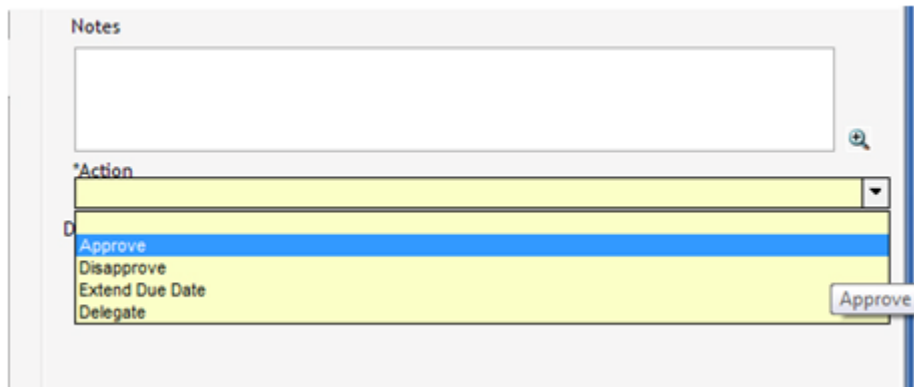 Notes
*Action
D
Approve
Disapprove
Extend Due Date
Delegate
Approve